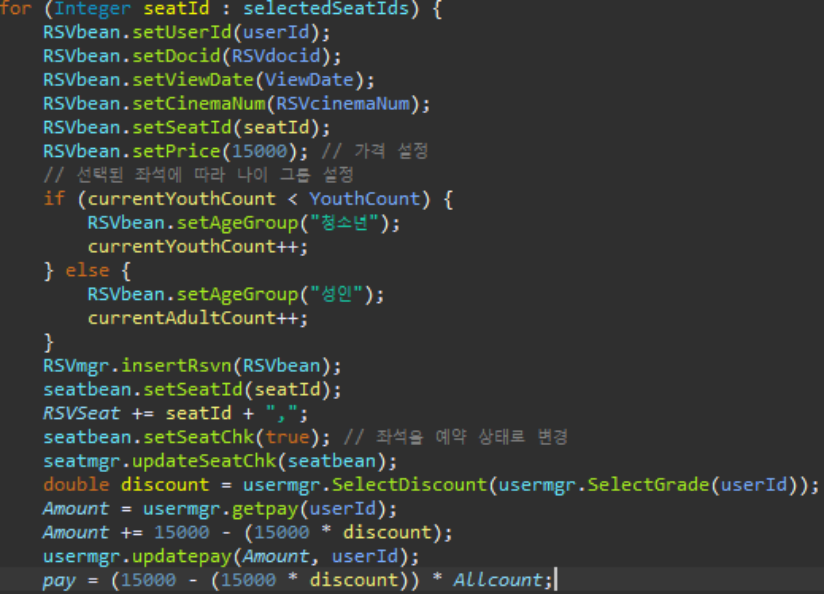 for (Integer seatId : selectedSeatIds) {
RSVbean.setUserId(userId);
RSVbean.setDocid(RSVdocid);
RSVbean.setViewDate(ViewDate);
RSVbean.setCinemaNum(RSVcinemaNum);
RSVbean.setSeatId(seatId);
RSVbean.setPrice(15000); // 가격 설정
// 선택된 좌석에 따라 나이 그룹 설정
if (currentYouthCount < YouthCount) {
RSVbean.setAgeGroup("청소년");
currentYouthCount++;
} else {
RSVbean.setAgeGroup("성인");
currentAdultCount++;
}
RSVmgr.insertRsvn(RSVbean);
seatbean.setSeatId(seatId);
RSVSeat += seatId + ",";
seatbean.setSeatChk(true); // 좌석을 예약 상태로 변경
seatmgr.updateSeatChk(seatbean);
double discount = usermgr.SelectDiscount(usermgr.SelectGrade(userId));
Amount = usermgr.getpay(userId);
Amount += 15000 - (15000 * discount);
usermgr.updatepay(Amount, userId);
pay = (15000 - (15000 * discount)) * Allcount;